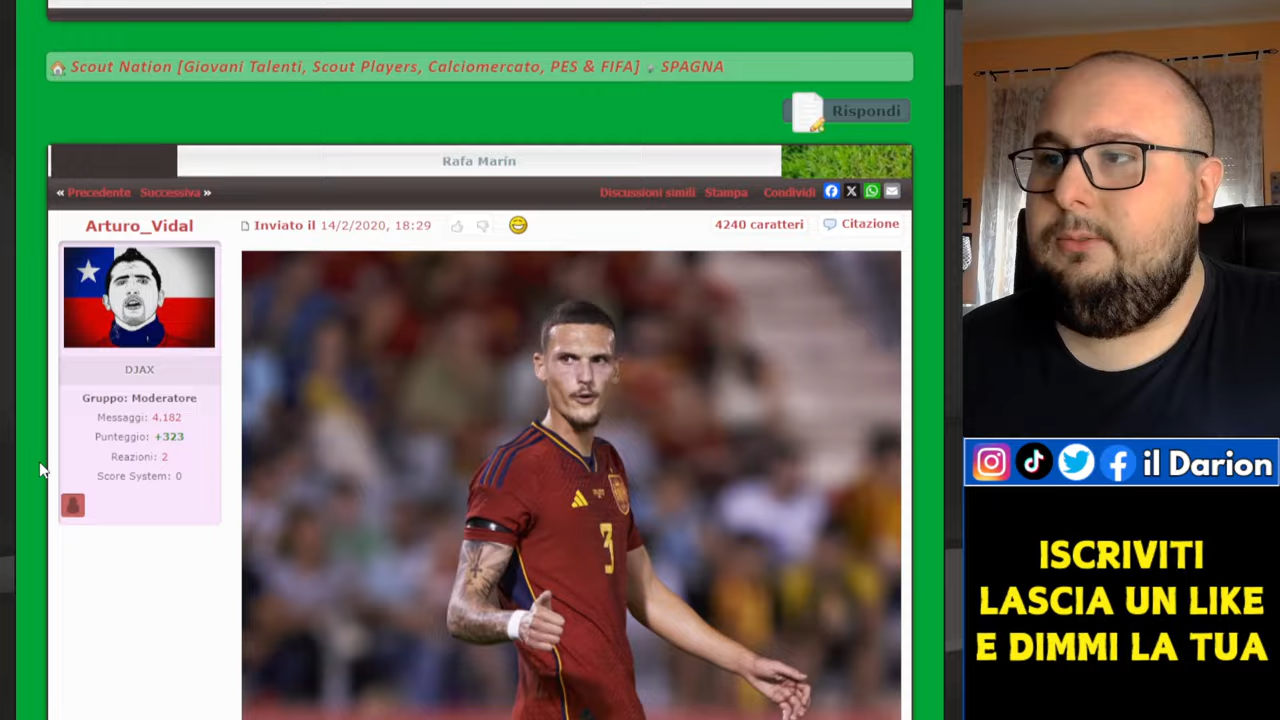 Scout Nation [Giovani Talenti, Scout Players, Calciomercato, PES & FIFA] SPAGNA
Rispondi
Rafa Marín
« Precedente Successiva »
Discussioni simili Stampa Condividi
Arturo_Vidal
Inviato il 14/2/2020, 18:29
4240 caratteri
Citazione
DJAX
Gruppo: Moderatore
Messaggi: 4.182
Punteggio: +323
Reazioni: 2
Score System: 0
3
il Darion
ISCRIVITI
LASCIA UN LIKE
E DIMMI LA TUA